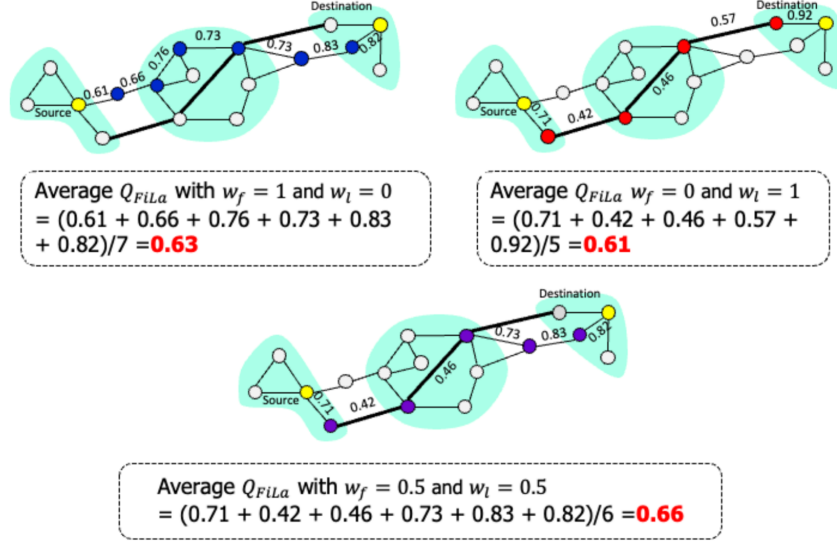 Destination
0.73
0.76
0.73
0.83
0.82
0.66
0.61
Source
Destination
0.57
0.92
0.46
Source
0.71
0.42
Average Q_FiLa with w_f = 1 and w_l = 0
= (0.61 + 0.66 + 0.76 + 0.73 + 0.83
+ 0.82)/7 =0.63
Average Q_FiLa w_f = 0 and w_l = 1
= (0.71 + 0.42 + 0.46 + 0.57 +
0.92)/5 =0.61
Destination
0.73
0.83
0.82
0.46
Source
0.71
0.42
Average Q_FiLa with w_f = 0.5 and w_l = 0.5
= (0.71 + 0.42 + 0.46 + 0.73 + 0.83 + 0.82)/6 =0.66